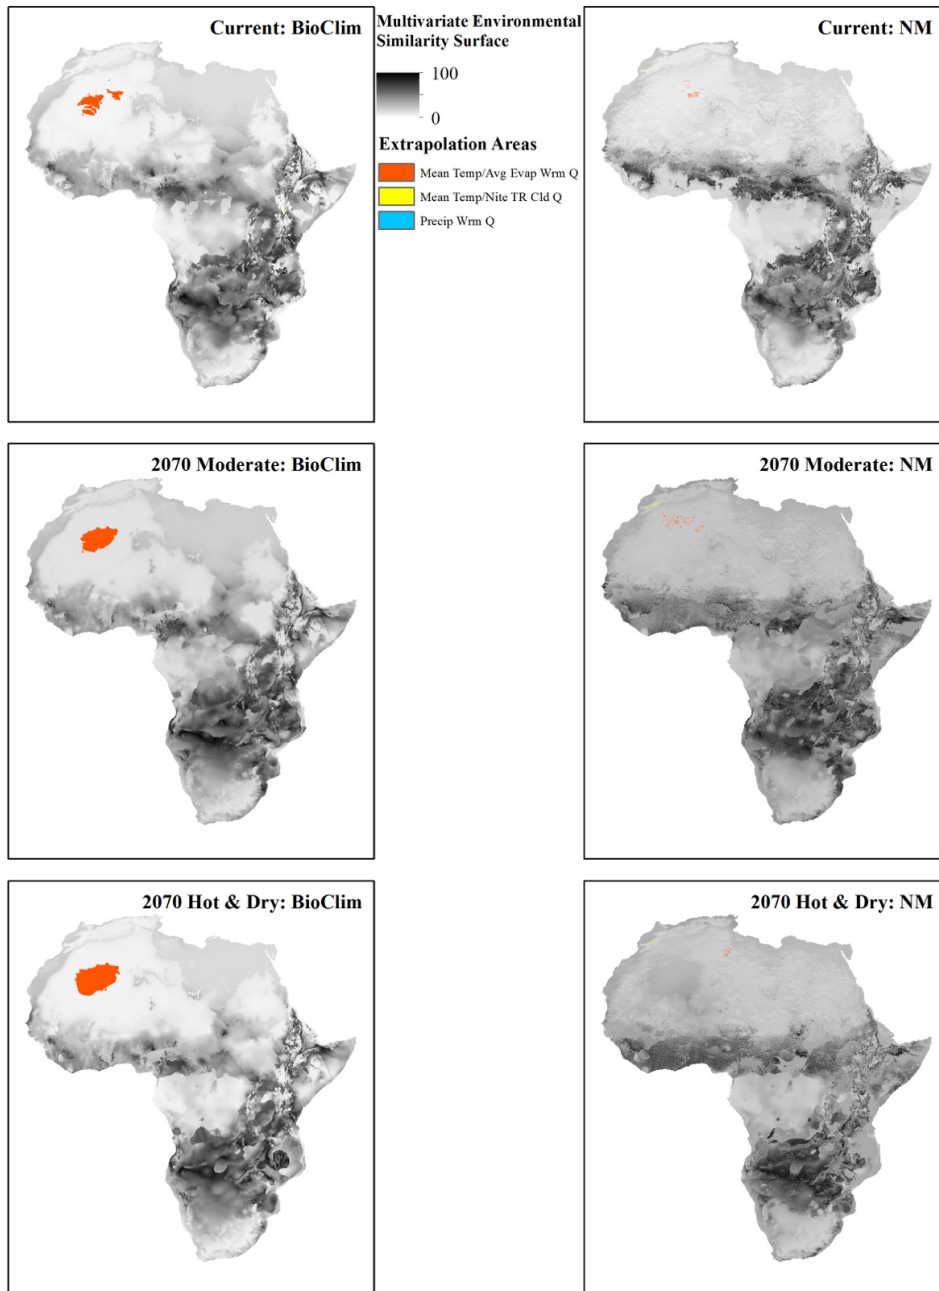 Current: BioClim
Multivariate Environmental
Similarity Surface
100
0
Extrapolation Areas
Mean Temp/Avg Evap Wrm Q
Mean Temp/Nite TR Cld Q
Precip Wrm Q
Current: NM
2070 Moderate: BioClim
2070 Moderate: NM
2070 Hot & Dry: BioClim
2070 Hot & Dry: NM